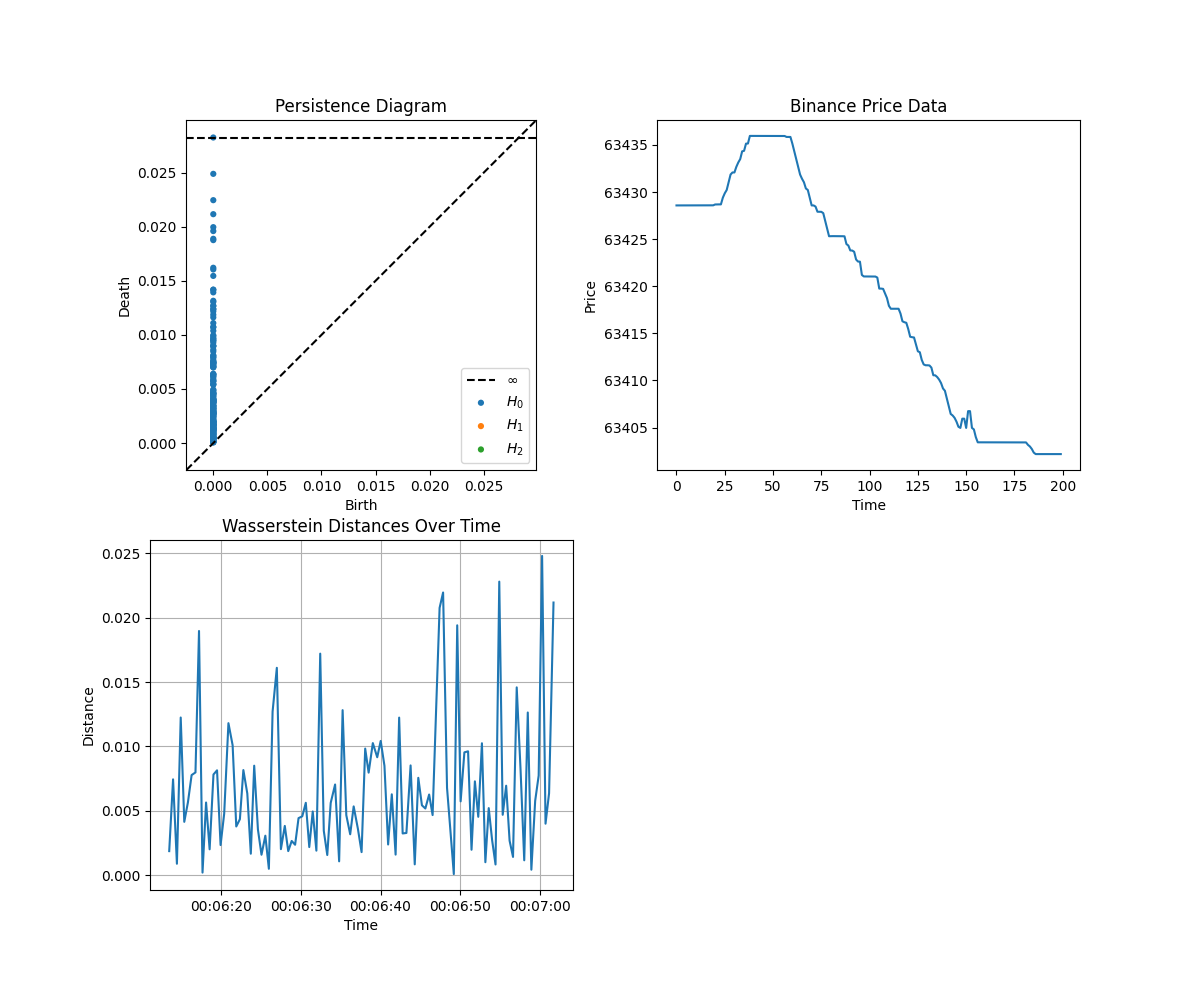 Persistence Diagram
0.025
0.020
0.015
0.010
0.005
0.000
Death
0.000 0.005 0.010 0.015 0.020 0.025
Birth
∞
H0
H1
H2
Binance Price Data
63435
63430
63425
63420
63415
63410
63405
Price
0 25 50 75 100 125 150 175 200
Time
Wasserstein Distances Over Time
0.025
0.020
0.015
0.010
0.005
0.000
Distance
00:06:20 00:06:30 00:06:40 00:06:50 00:07:00
Time